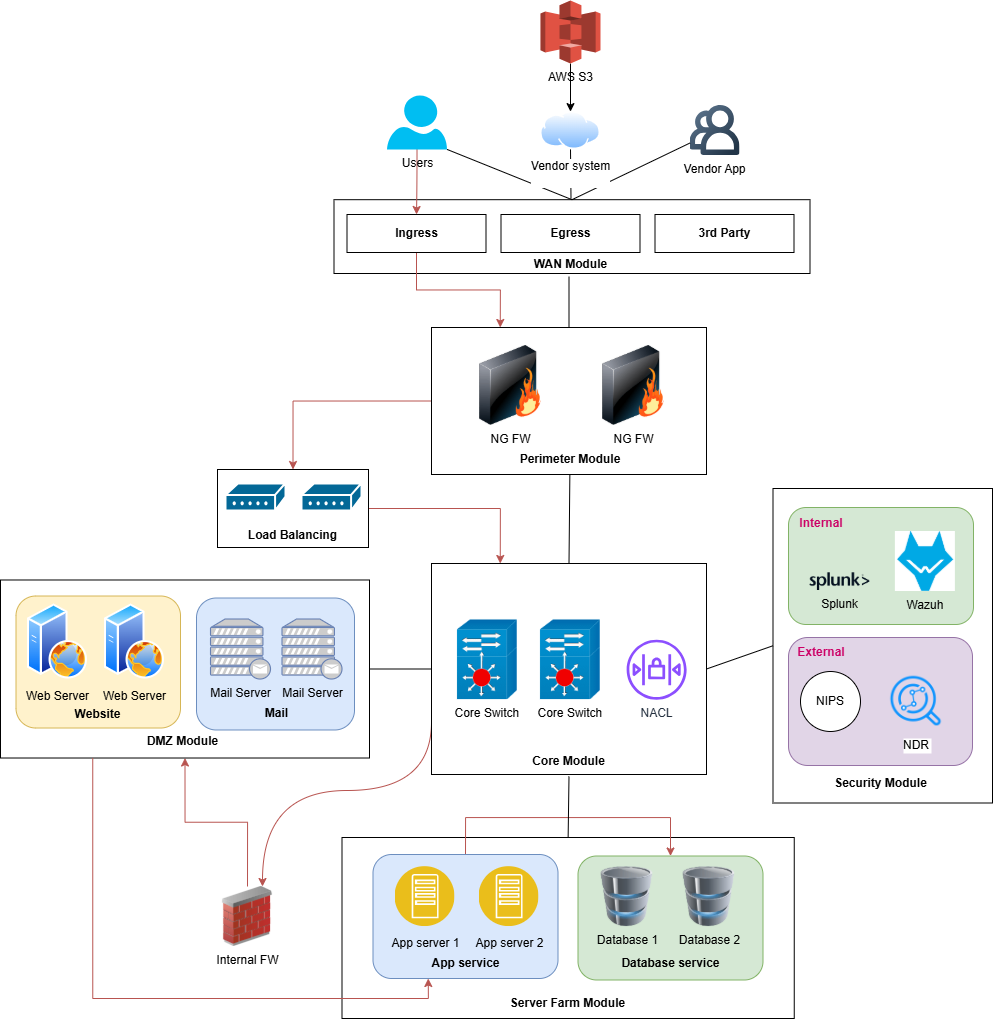 AWS S3
Users
Vendor system
Vendor App
Ingress
Egress
3rd Party
WAN Module
NG FW
NG FW
Perimeter Module
Load Balancing
Internal
splunk>
Splunk
Wazuh
External
NIPS
NDR
Security Module
Web Server
Web Server
Website
Mail Server
Mail Server
Mail
DMZ Module
Core Switch
Core Switch
NACL
Core Module
Internal FW
App server 1
App server 2
App service
Database 1
Database 2
Database service
Server Farm Module